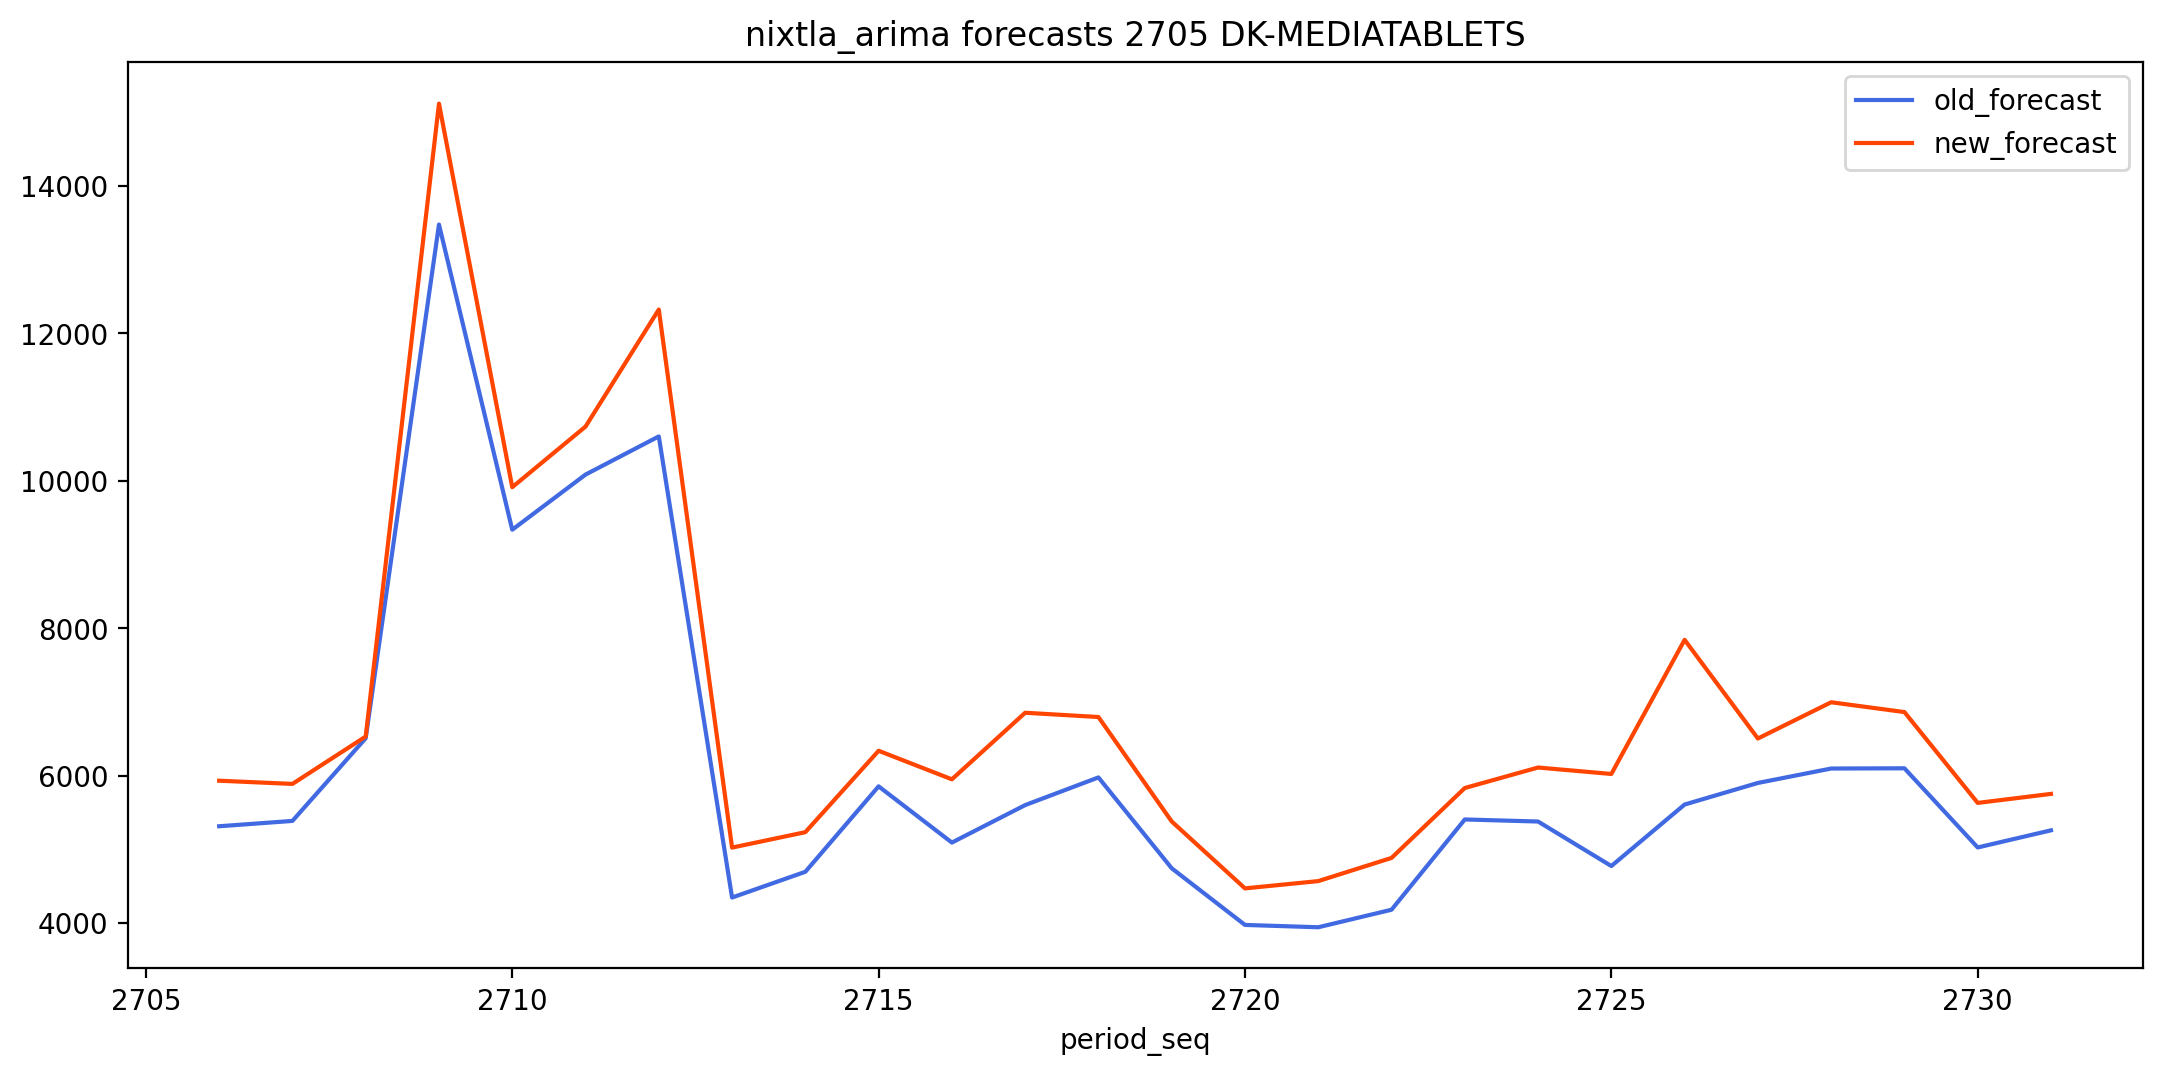 nixtla_arima forecasts 2705 DK-MEDIATABLETS
old_forecast
new_forecast
14000
12000
10000
8000
6000
4000
2705 2710 2715 2720 2725 2730
period_seq